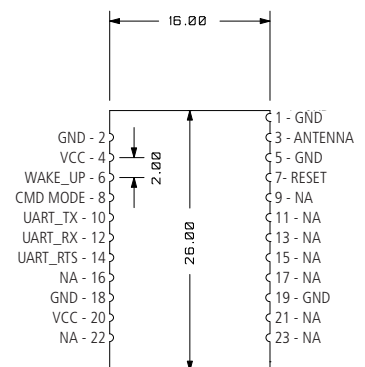 16.00
1 - GND
GND - 2
3 - ANTENNA
VCC - 4
5 - GND
2.00
WAKE_UP - 6
7- RESET
CMD MODE - 8
9 - NA
UART_TX - 10
11 - NA
UART_RX - 12
13 - NA
26.00
UART_RTS - 14
15 - NA
NA - 16
17 - NA
GND - 18
19 - GND
VCC - 20
21 - NA
NA - 22
23 - NA